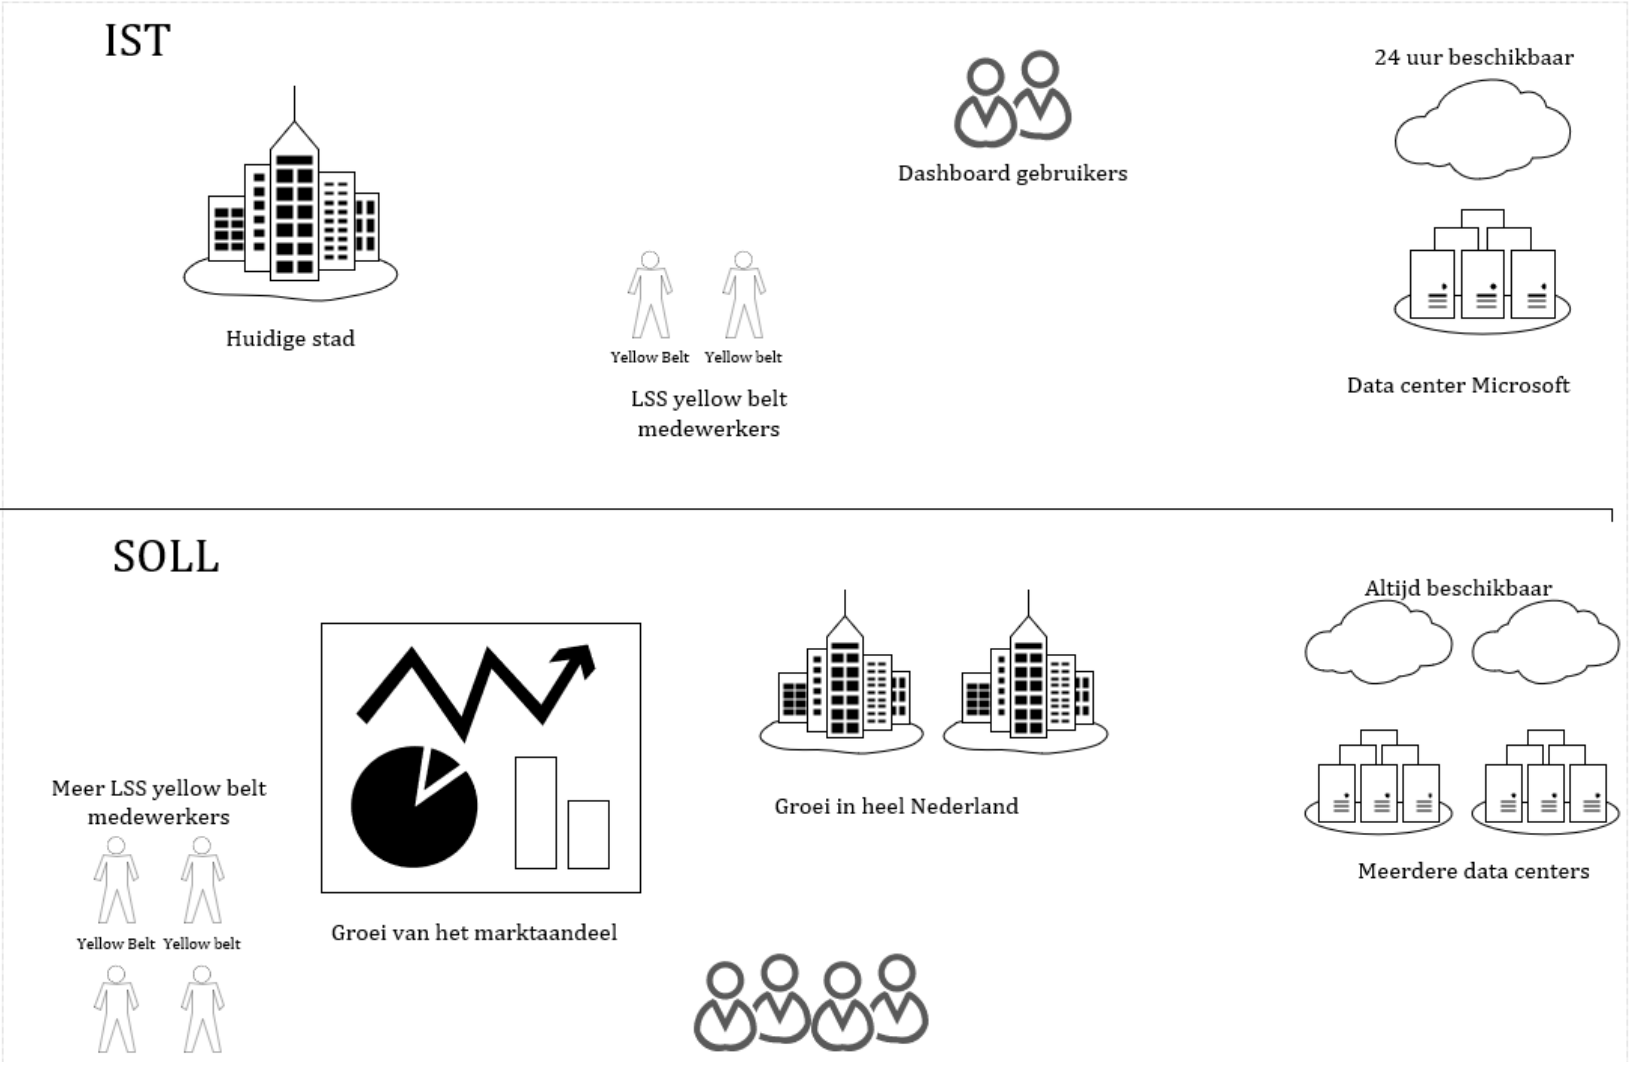 IST
24 uur beschikbaar
Dashboard gebruikers
Huidige stad
Yellow Belt
Yellow belt
LSS yellow belt
medewerkers
Data center Microsoft
SOLL
Altijd beschikbaar
Meer LSS yellow belt
medewerkers
Yellow Belt
Yellow belt
Groei van het marktaandeel
Groei in heel Nederland
Meerdere data centers